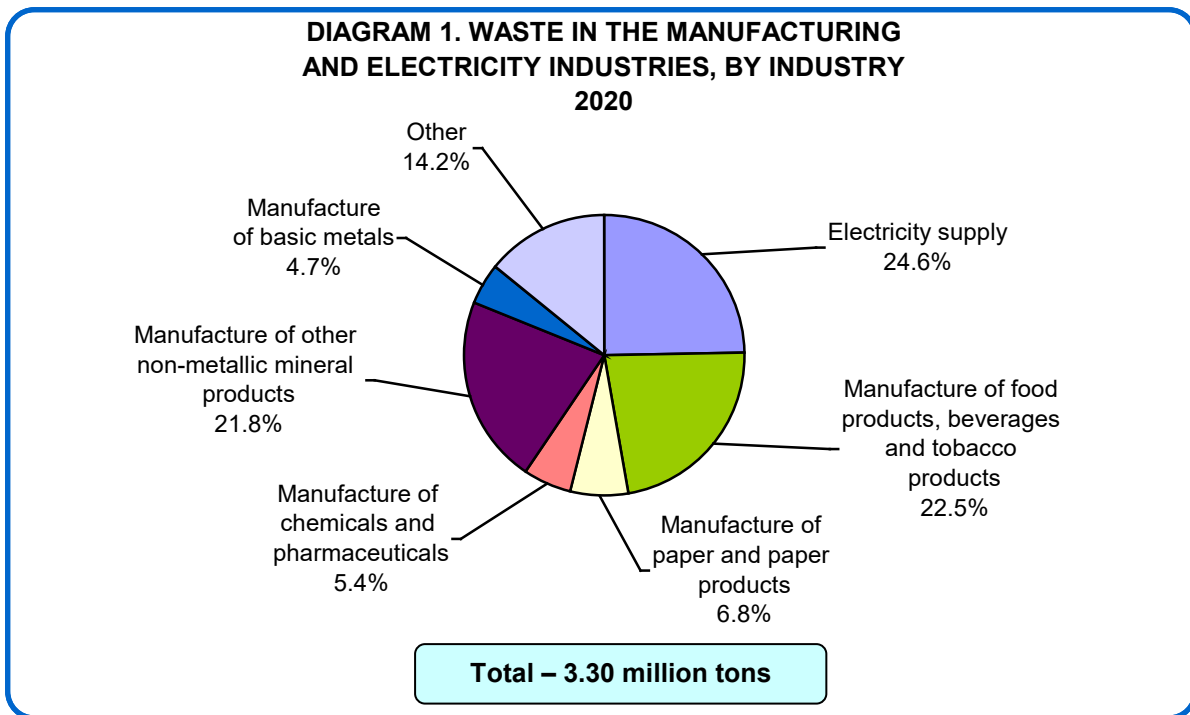 DIAGRAM 1. WASTE IN THE MANUFACTURING
AND ELECTRICITY INDUSTRIES, BY INDUSTRY
2020
Other
14.2%
Manufacture
of basic metals
4.7%
Electricity supply
24.6%
Manufacture of other
non-metallic mineral
products
21.8%
Manufacture of food
products, beverages
and tobacco
products
22.5%
Manufacture of
chemicals and
pharmaceuticals
5.4%
Manufacture of
paper and paper
products
6.8%
Total – 3.30 million tons